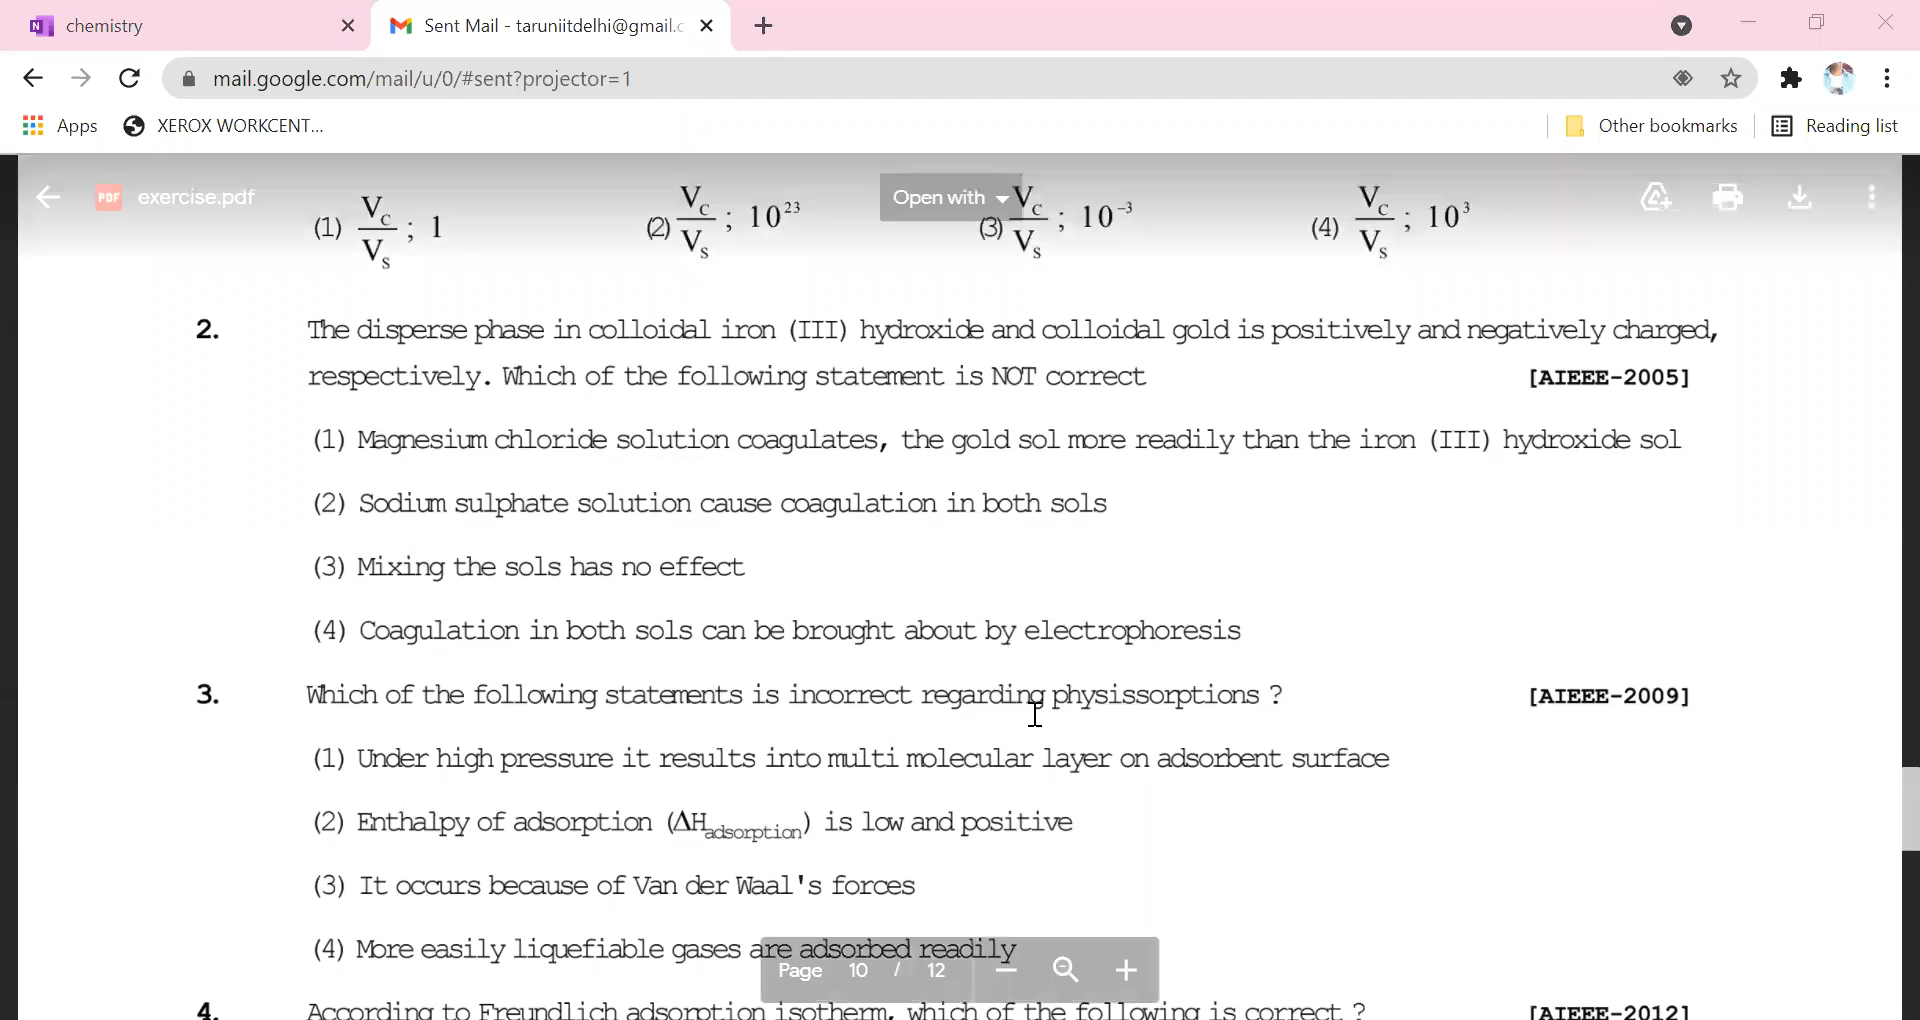 chemistry
Sent Mail - taruniitdelhi@gmail.c
mail.google.com/mail/u/0/#sent?projector=1
Apps
XEROX WORKCENT...
Other bookmarks
Reading list
PDF
exercise.pdf
Open with
(1) Vc/Vs ; 1 (2) Vc/Vs ; 10²³ (3) Vc/Vs ; 10⁻³ (4) Vc/Vs ; 10³
2. The disperse phase in colloidal iron (III) hydroxide and colloidal gold is positively and negatively charged,
respectively. Which of the following statement is NOT correct [AIEEE-2005]
(1) Magnesium chloride solution coagulates, the gold sol more readily than the iron (III) hydroxide sol
(2) Sodium sulphate solution cause coagulation in both sols
(3) Mixing the sols has no effect
(4) Coagulation in both sols can be brought about by electrophoresis
3. Which of the following statements is incorrect regarding physissorptions ? [AIEEE-2009]
(1) Under high pressure it results into multi molecular layer on adsorbent surface
(2) Enthalpy of adsorption (ΔHadsorption) is low and positive
(3) It occurs because of Van der Waal's forces
(4) More easily liquefiable gases are adsorbed readily
Page 10 / 12
4. According to Freundlich adsorption isotherm, which of the following is correct ? [AIEEE-2012]